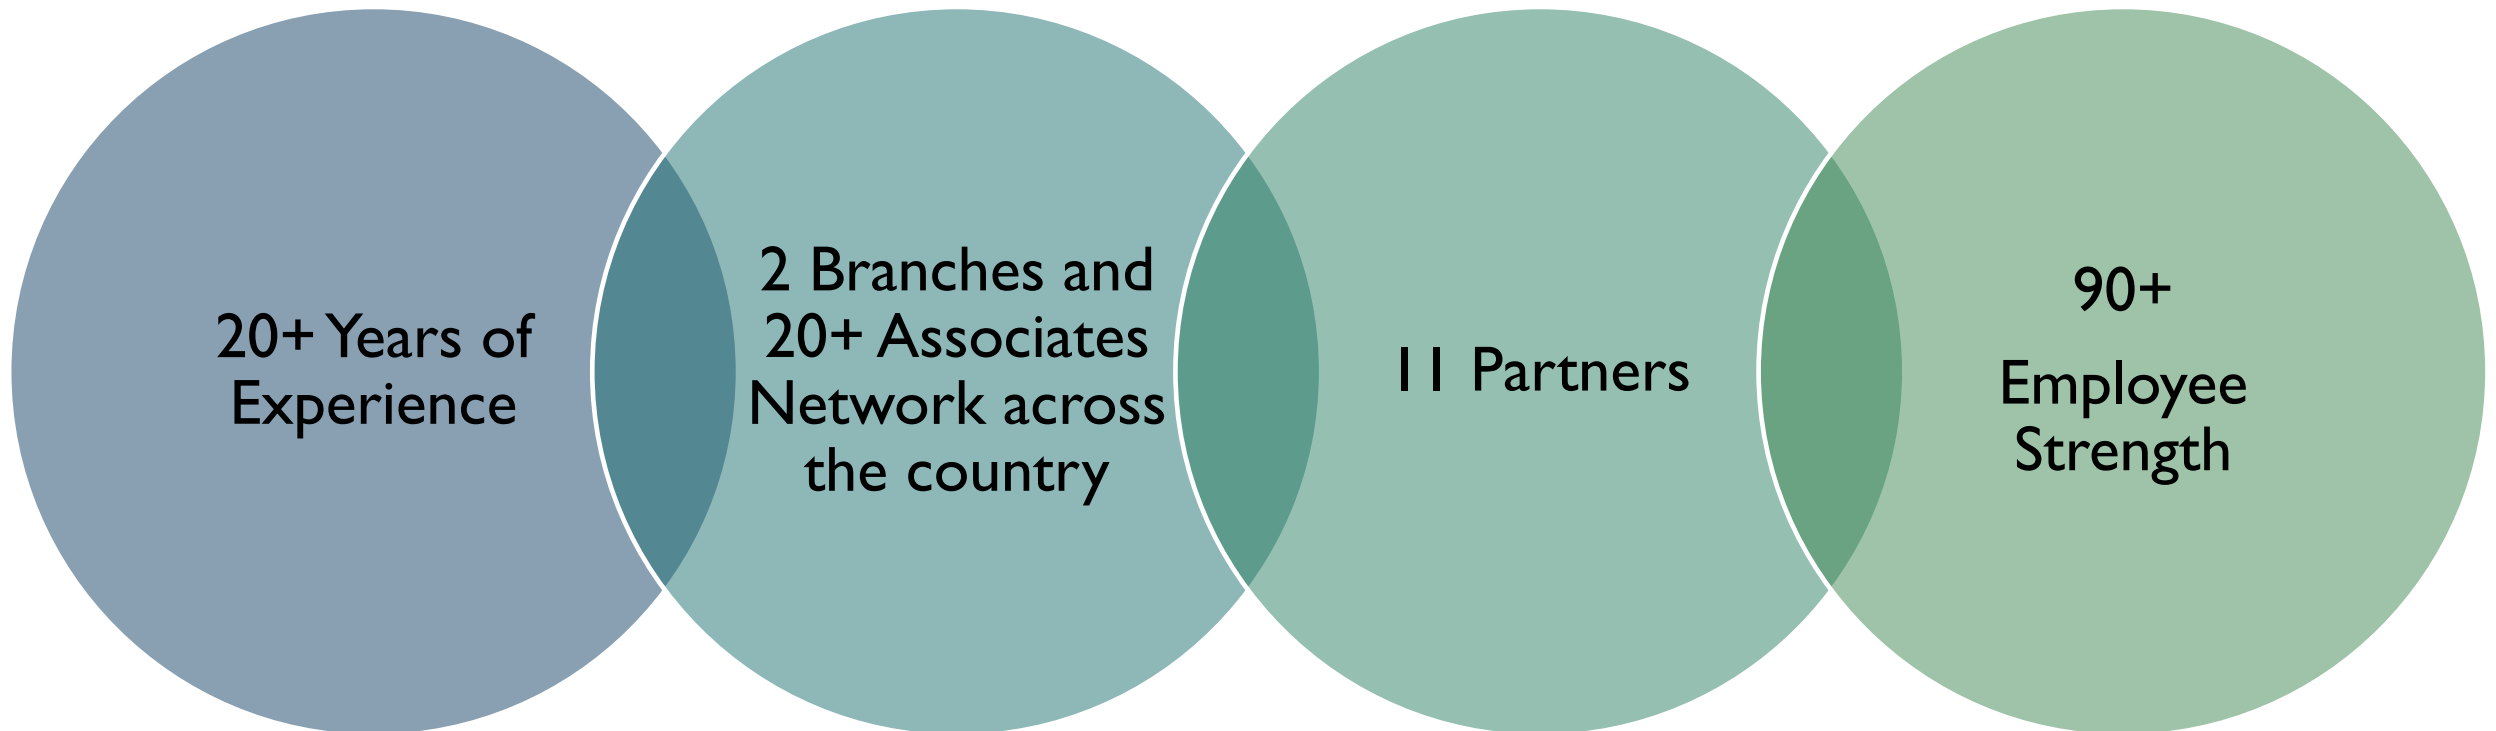 20+ Years of
Experience
2 Branches and
20+ Associates
Network across
the country
11 Partners
90+
Employee
Strength